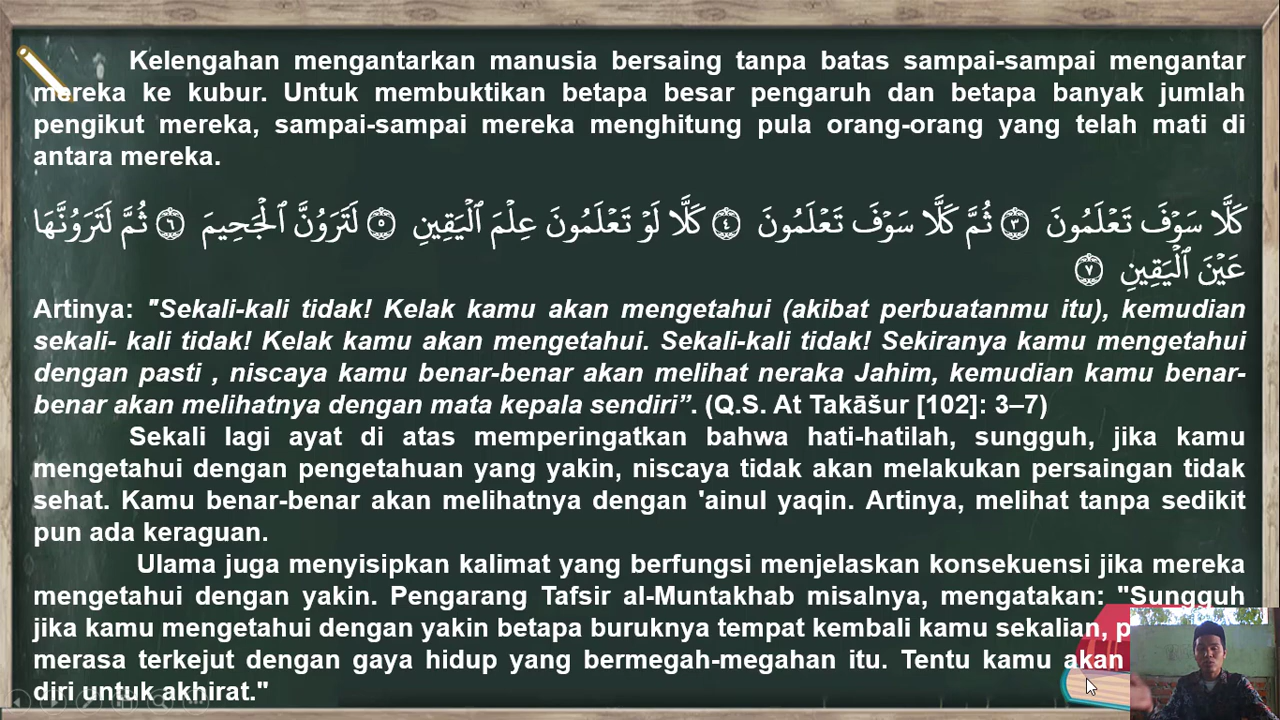 Kelengahan mengantarkan manusia bersaing tanpa batas sampai-sampai mengantar
mereka ke kubur. Untuk membuktikan betapa besar pengaruh dan betapa banyak jumlah
pengikut mereka, sampai-sampai mereka menghitung pula orang-orang yang telah mati di
antara mereka.
كَلَّا سَوْفَ تَعْلَمُونَ ۝٣ ثُمَّ كَلَّا سَوْفَ تَعْلَمُونَ ۝٤ كَلَّا لَوْ تَعْلَمُونَ عِلْمَ ٱلْيَقِينِ ۝٥ لَتَرَوُنَّ ٱلْجَحِيمَ ۝٦ ثُمَّ لَتَرَوُنَّهَا
عَيْنَ ٱلْيَقِينِ ۝٧
Artinya: "Sekali-kali tidak! Kelak kamu akan mengetahui (akibat perbuatanmu itu), kemudian
sekali- kali tidak! Kelak kamu akan mengetahui. Sekali-kali tidak! Sekiranya kamu mengetahui
dengan pasti , niscaya kamu benar-benar akan melihat neraka Jahim, kemudian kamu benar-
benar akan melihatnya dengan mata kepala sendiri”. (Q.S. At Takāšur [102]: 3–7)
Sekali lagi ayat di atas memperingatkan bahwa hati-hatilah, sungguh, jika kamu
mengetahui dengan pengetahuan yang yakin, niscaya tidak akan melakukan persaingan tidak
sehat. Kamu benar-benar akan melihatnya dengan 'ainul yaqin. Artinya, melihat tanpa sedikit
pun ada keraguan.
Ulama juga menyisipkan kalimat yang berfungsi menjelaskan konsekuensi jika mereka
mengetahui dengan yakin. Pengarang Tafsir al-Muntakhab misalnya, mengatakan: "Sungguh
jika kamu mengetahui dengan yakin betapa buruknya tempat kembali kamu sekalian,
merasa terkejut dengan gaya hidup yang bermegah-megahan itu. Tentu kamu akan
diri untuk akhirat."